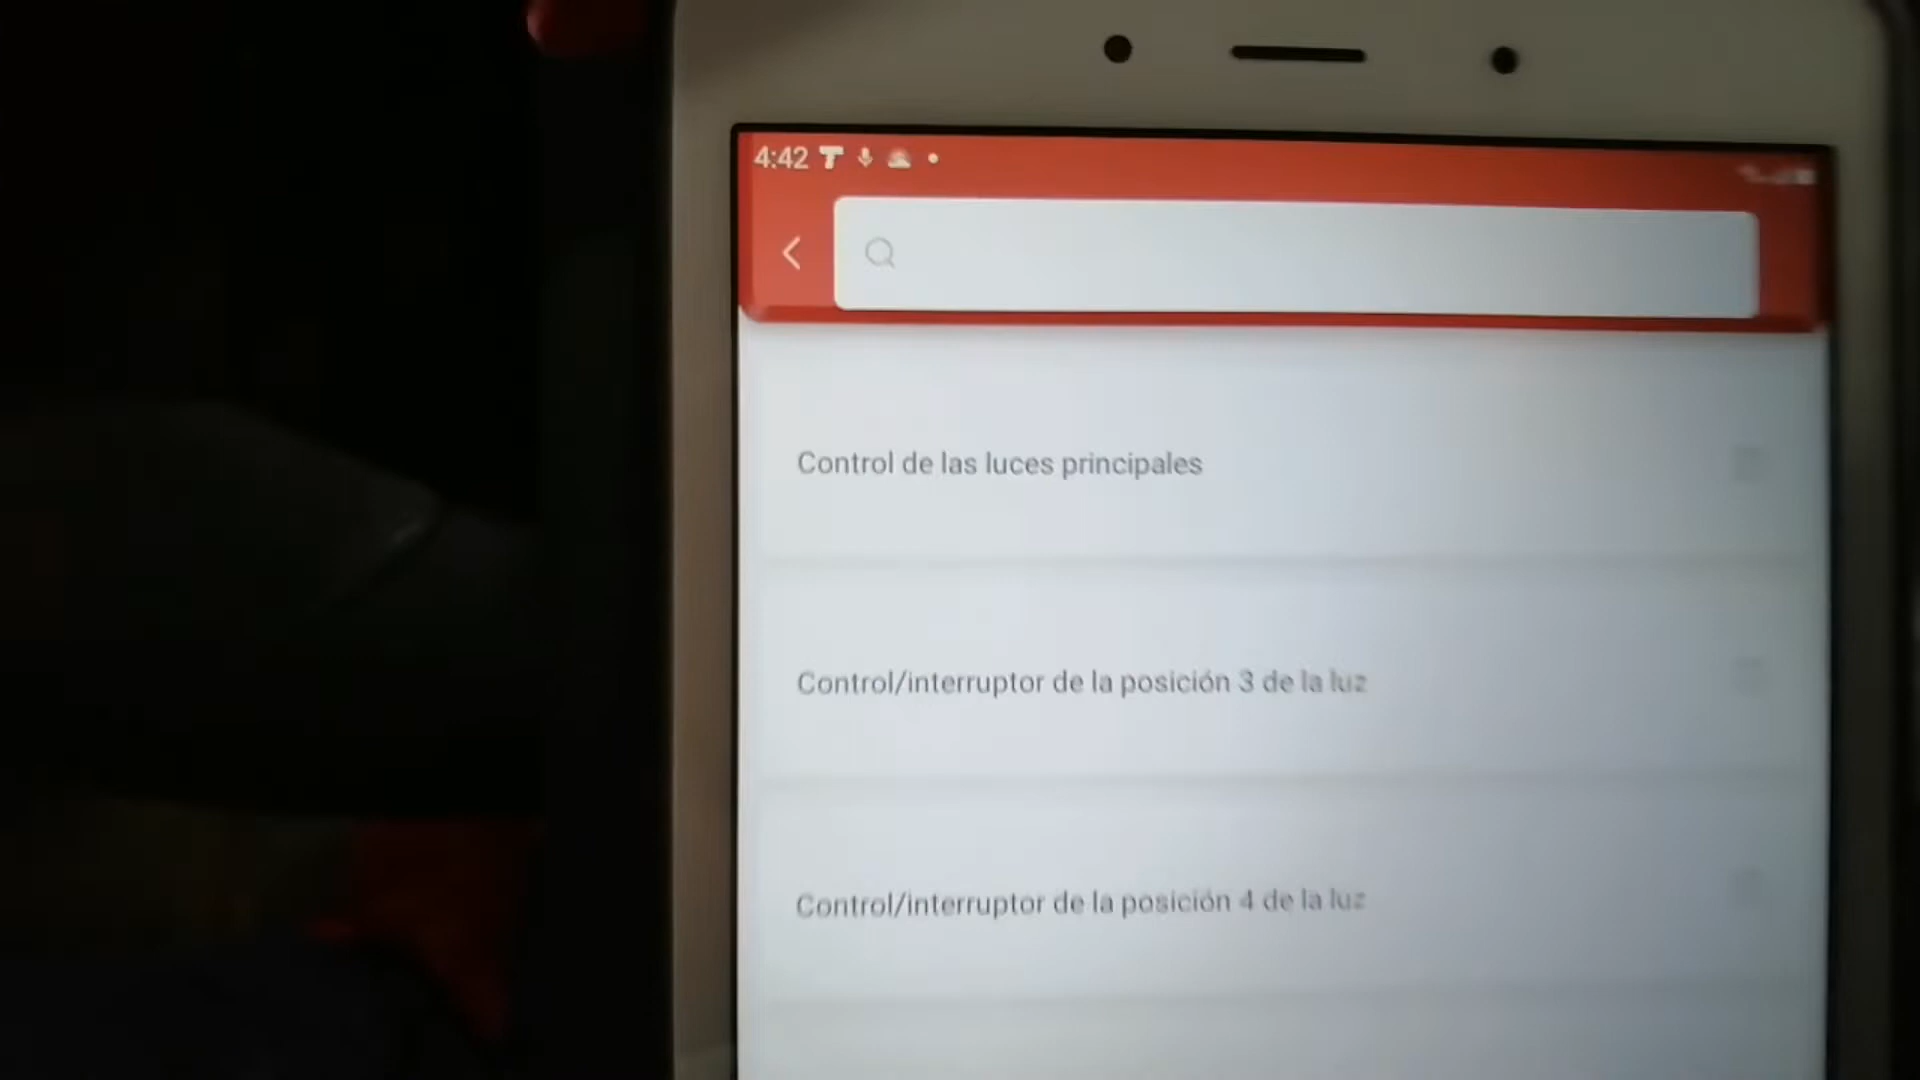 4:42
Control de las luces principales
Control/interruptor de la posición 3 de la luz
Control/interruptor de la posición 4 de la luz